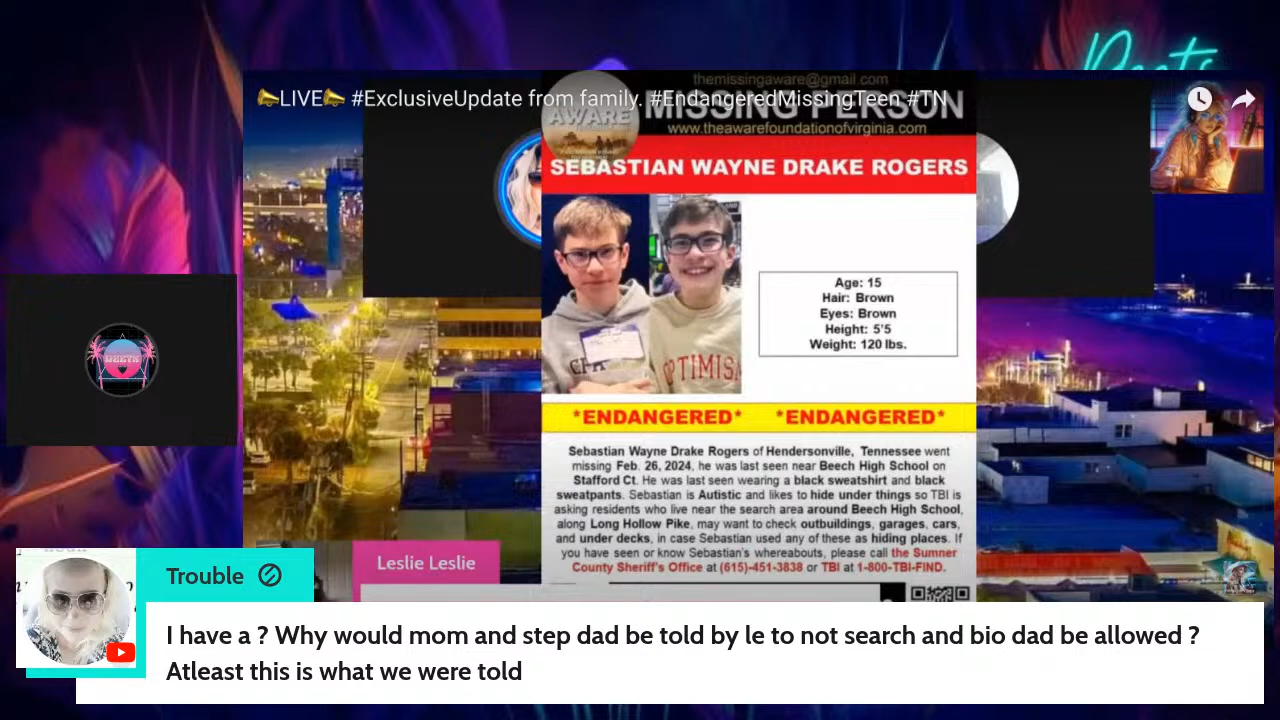 Beets
themissingaware@gmail.com
📣LIVE📣 #ExclusiveUpdate from family. #EndangeredMissingTeen #TN
AWARE
MISSING PERSON
www.theawarefoundationofvirginia.com
SEBASTIAN WAYNE DRAKE ROGERS
Age: 15
Hair: Brown
Eyes: Brown
Height: 5'5
Weight: 120 lbs.
OPTIMIS
BEETS
*ENDANGERED* *ENDANGERED*
Sebastian Wayne Drake Rogers of Hendersonville, Tennessee went
missing Feb. 26, 2024, he was last seen near Beech High School on
Stafford Ct. He was last seen wearing a black sweatshirt and black
sweatpants. Sebastian is Autistic and likes to hide under things so TBI is
asking residents who live near the search area around Beech High School,
along Long Hollow Pike, may want to check outbuildings, garages, cars,
and under decks, in case Sebastian used any of these as hiding places. If
you have seen or know Sebastian's whereabouts, please call the Sumner
County Sheriff's Office at (615)-451-3838 or TBI at 1-800-TBI-FIND.
Leslie Leslie
Trouble
I have a ? Why would mom and step dad be told by le to not search and bio dad be allowed ?
Atleast this is what we were told